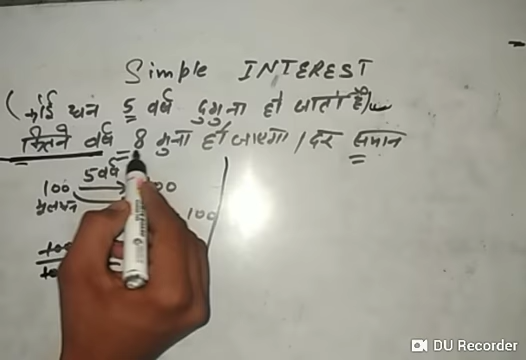 Simple INTEREST
कोई धन 5 वर्ष दुगुना हो जाता है।
कितने वर्ष 8 गुना हो जाएगा / दर समान
5 वर्ष
100
मूलधन
100
DU Recorder